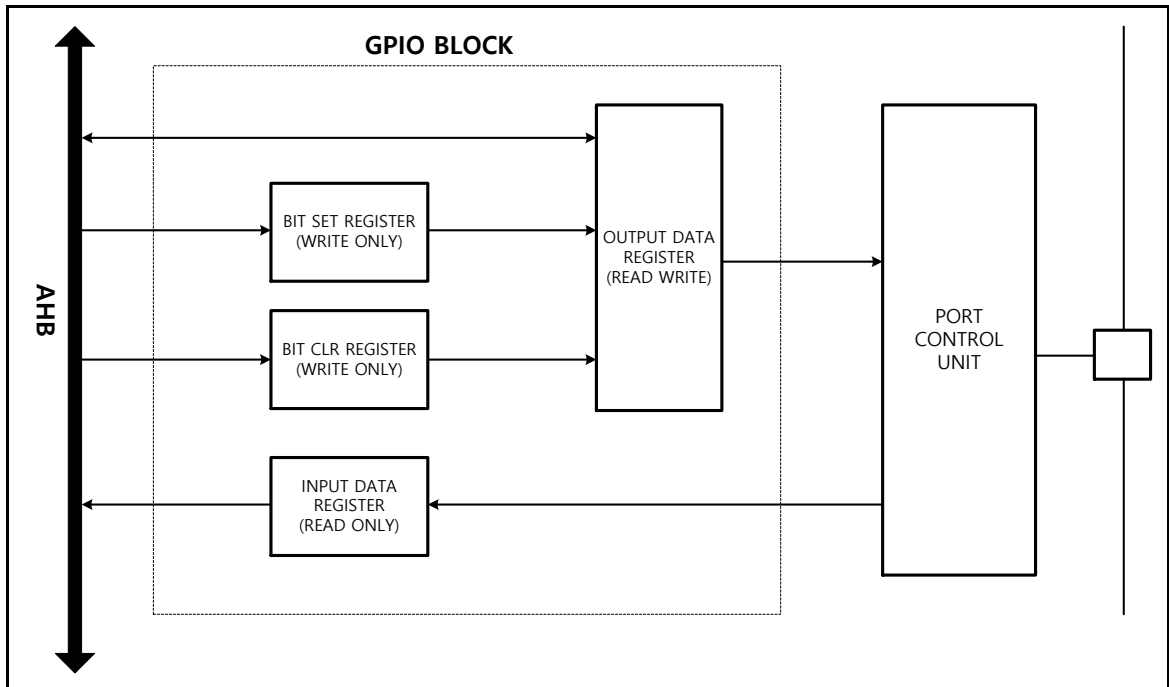 GPIO BLOCK
AHB
BIT SET REGISTER
(WRITE ONLY)
OUTPUT DATA
REGISTER
(READ WRITE)
BIT CLR REGISTER
(WRITE ONLY)
PORT
CONTROL
UNIT
INPUT DATA
REGISTER
(READ ONLY)